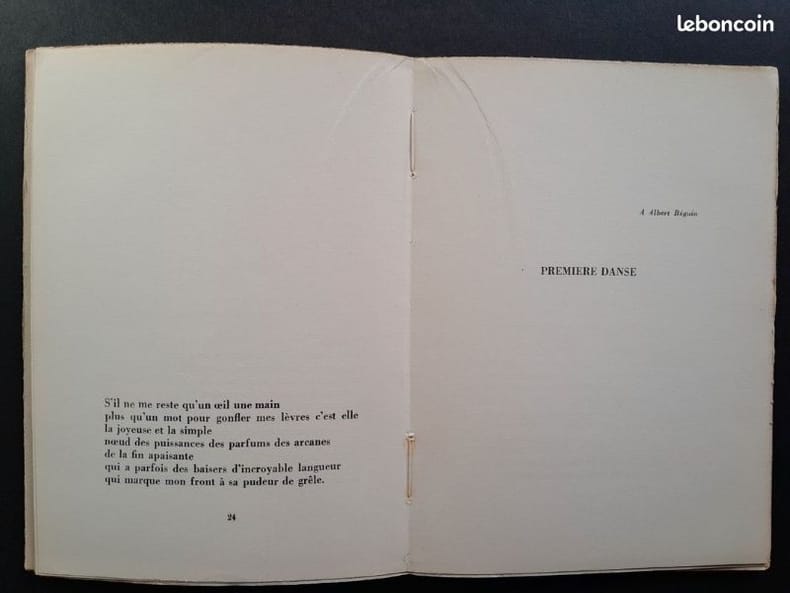 leboncoin
S'il ne me reste qu'un œil une main
plus qu'un mot pour gonfler mes lèvres c'est elle
la joyeuse et la simple
nœud des puissances des parfums des arcanes
de la fin apaisante
qui a parfois des baisers d'incroyable langueur
qui marque mon front à sa pudeur de grêle.
24
A Albert Béguin
PREMIERE DANSE